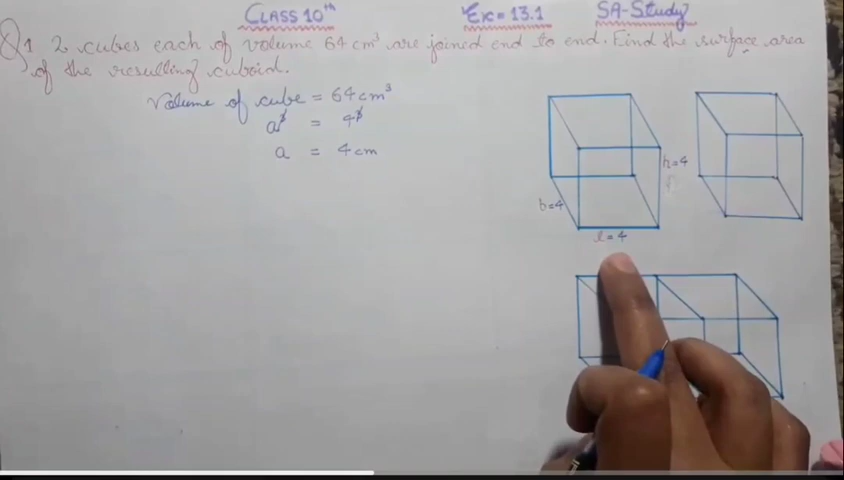 CLASS 10th Ex = 13.1 SA-Study
Q1 2 cubes each of volume 64 cm³ are joined end to end. Find the surface area
of the resulting cuboid.
Volume of cube = 64 cm³
a³ = 4³
a = 4 cm
h=4
b=4
l=4